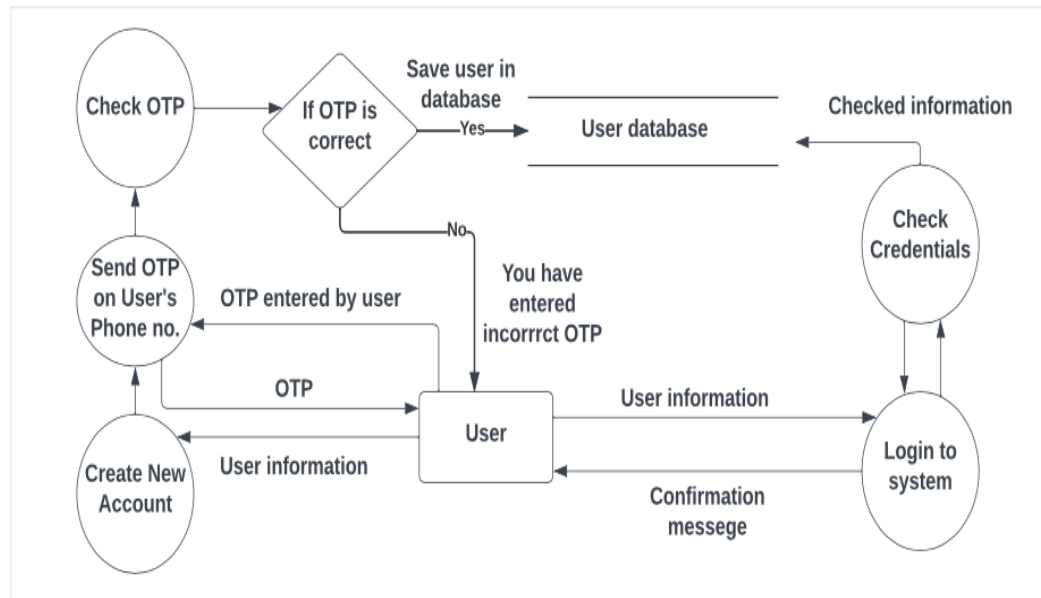 Check OTP
If OTP is
correct
Save user in
database
Yes
User database
Checked information
Check
Credentials
No
You have
entered
incorrrct OTP
Send OTP
on User's
Phone no.
OTP entered by user
OTP
User
User information
User information
Create New
Account
Login to
system
Confirmation
messege